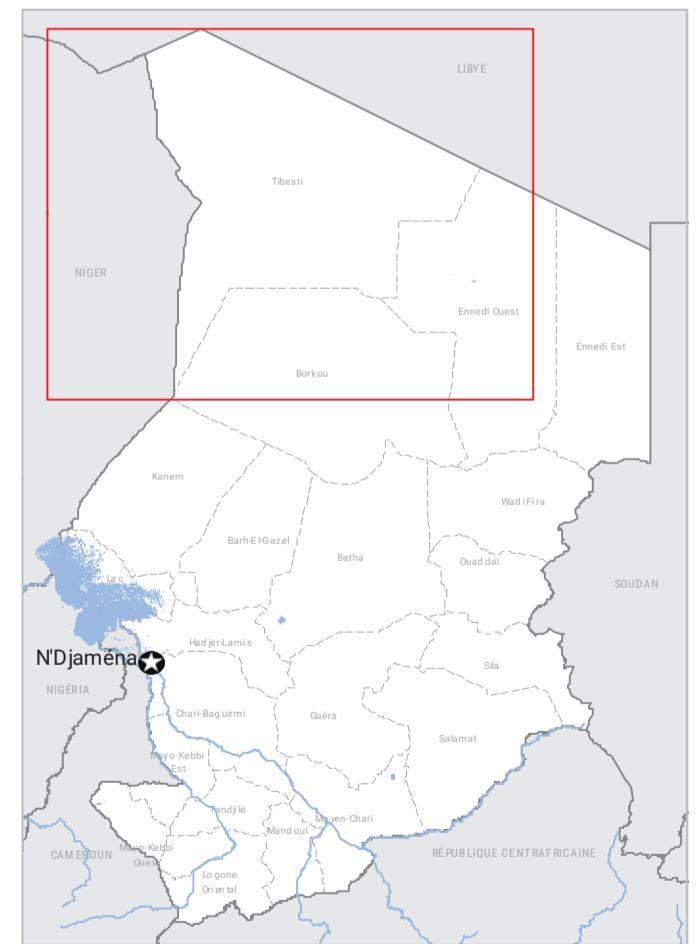 LIBYE
Tibesti
NIGER
Ennedi Ouest
Ennedi Est
Borkou
Kanem
Wadi Fira
Barh-El-Gazel
Batha
Ouaddaï
Lac
SOUDAN
Hadjer-Lamis
N'Djaména
Sila
NIGÉRIA
Chari-Baguirmi
Guéra
Salamat
Mayo-Kebbi
Est
Tandjilé
Moyen-Chari
Mandoul
CAMEROUN
Mayo-Kebbi
Ouest
RÉPUBLIQUE CENTRAFRICAINE
Logone
Oriental